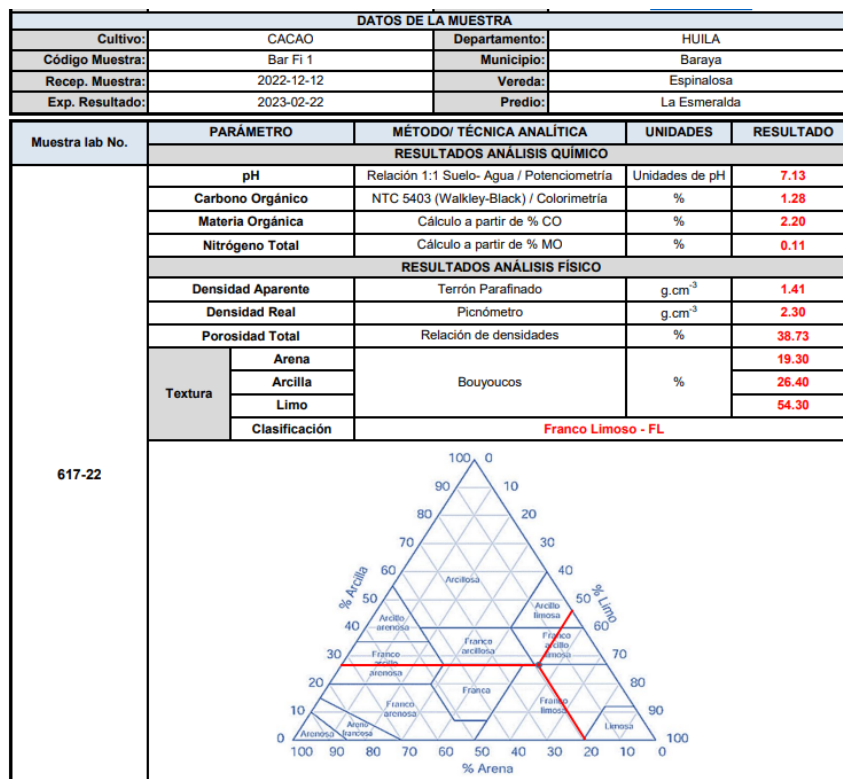 DATOS DE LA MUESTRA
Cultivo: CACAO Departamento: HUILA
Código Muestra: Bar Fi 1 Municipio: Baraya
Recep. Muestra: 2022-12-12 Vereda: Espinalosa
Exp. Resultado: 2023-02-22 Predio: La Esmeralda
Muestra lab No. PARÁMETRO MÉTODO/ TÉCNICA ANALÍTICA UNIDADES RESULTADO
RESULTADOS ANÁLISIS QUÍMICO
pH Relación 1:1 Suelo- Agua / Potenciometría Unidades de pH 7.13
Carbono Orgánico NTC 5403 (Walkley-Black) / Colorimetría % 1.28
Materia Orgánica Cálculo a partir de % CO % 2.20
Nitrógeno Total Cálculo a partir de % MO % 0.11
RESULTADOS ANÁLISIS FÍSICO
Densidad Aparente Terrón Parafinado g.cm-3 1.41
Densidad Real Picnómetro g.cm-3 2.30
Porosidad Total Relación de densidades % 38.73
Textura
Arena 19.30
Arcilla Bouyoucos % 26.40
Limo 54.30
Clasificación Franco Limoso - FL
617-22
100 0
90 10
80 20
70 30
60 40
% Arcilla Arcillosa % Limo
50 Arcillo limosa 50
40 Arcillo arenosa 60
Franco arcillosa Franco arcillo limosa
30 Franco arcillo arenosa 70
20 Franca 80
Franco arenosa Franco limosa
10 90
Arenosa Areno francosa Limosa
0 100
100 90 80 70 60 50 40 30 20 10 0
% Arena